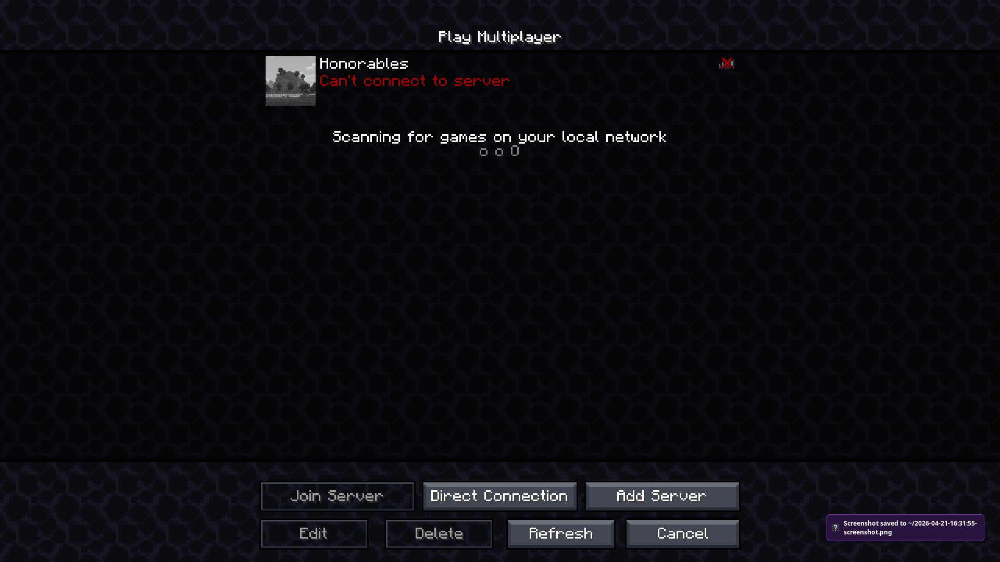 Play Multiplayer
Honorables
Can't connect to server
Scanning for games on your local network
o o O
Join Server
Direct Connection
Add Server
Edit
Delete
Refresh
Cancel
Screenshot saved to ~/2026-04-21-16:31:55-
screenshot.png